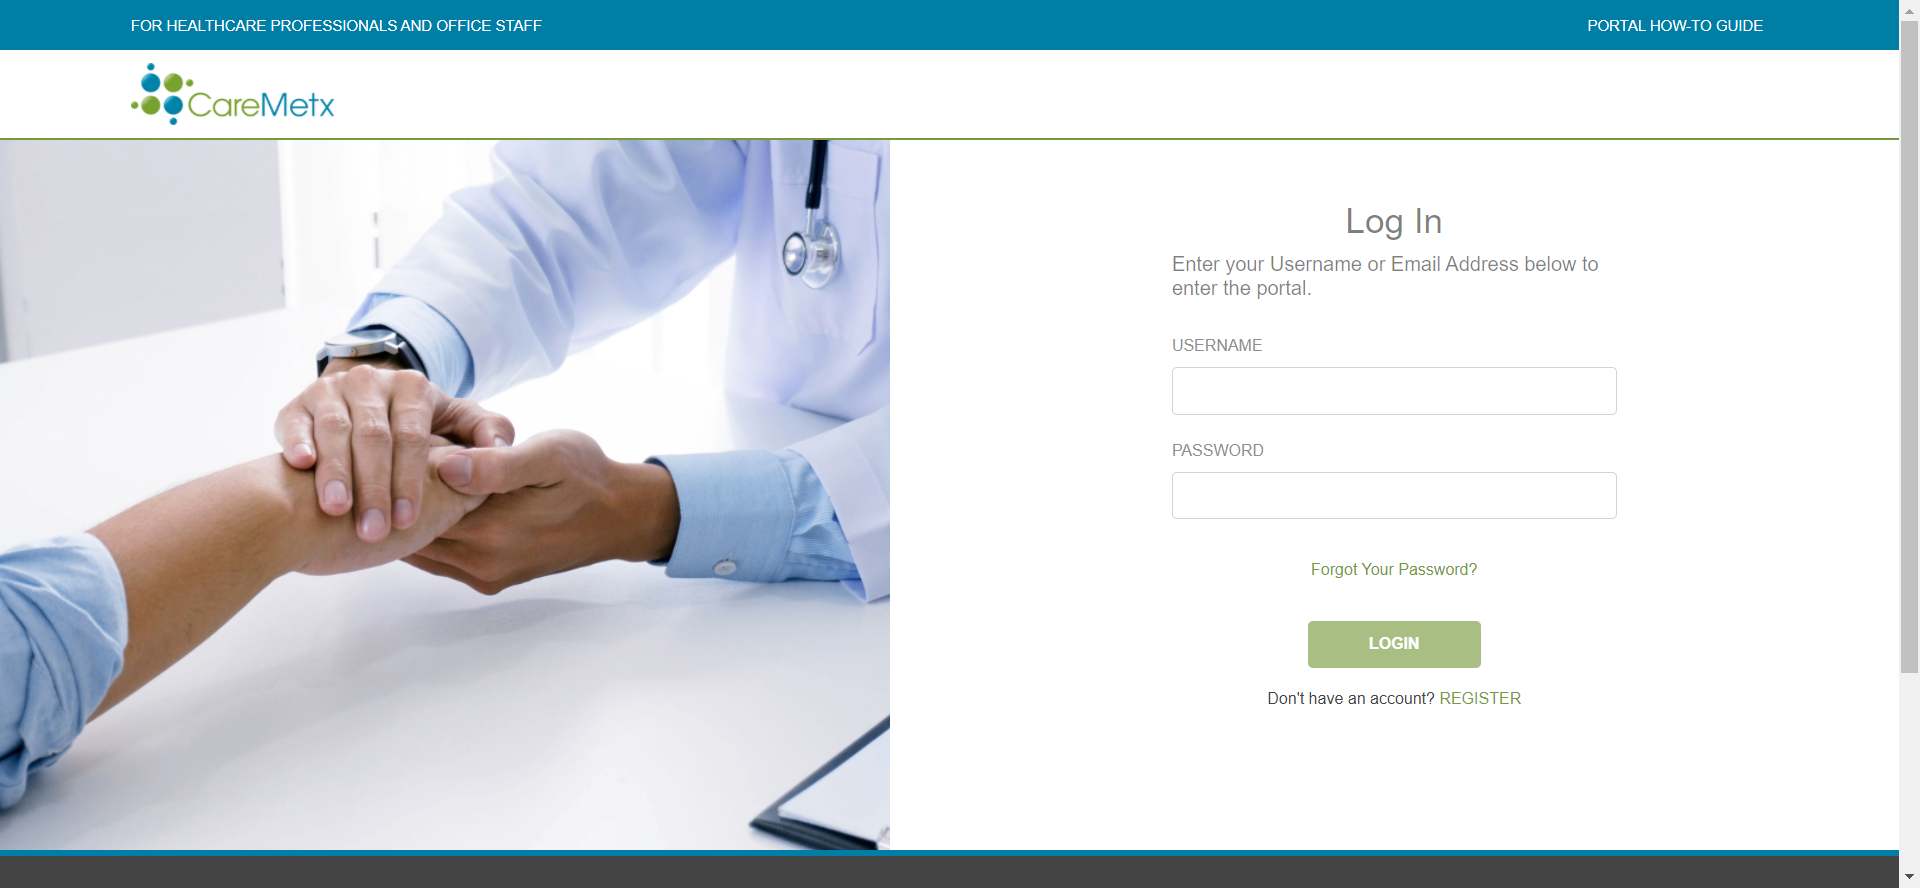 FOR HEALTHCARE PROFESSIONALS AND OFFICE STAFF
PORTAL HOW-TO GUIDE
CareMetx
Log In
Enter your Username or Email Address below to
enter the portal.
USERNAME
PASSWORD
Forgot Your Password?
LOGIN
Don't have an account? REGISTER